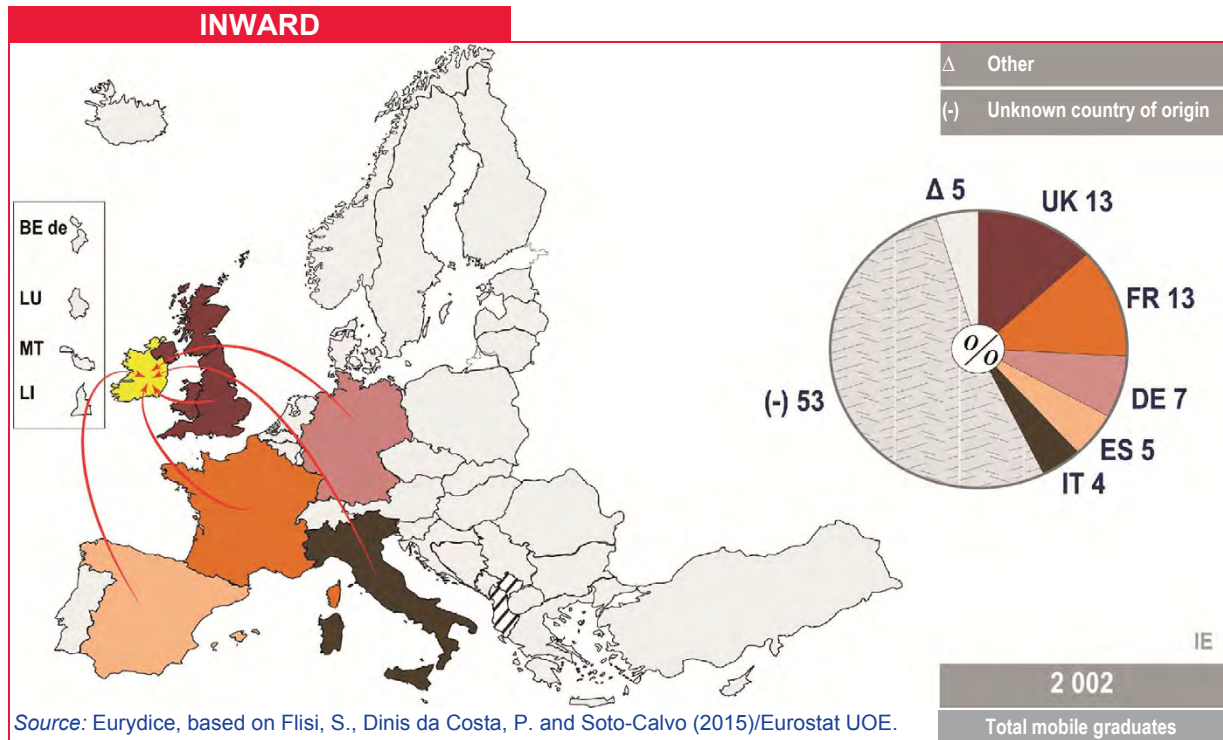 INWARD
Δ Other
(-) Unknown country of origin
BE de
LU
MT
LI
Δ 5
UK 13
FR 13
DE 7
ES 5
IT 4
(-) 53
%
IE
2 002
Total mobile graduates
Source: Eurydice, based on Flisi, S., Dinis da Costa, P. and Soto-Calvo (2015)/Eurostat UOE.